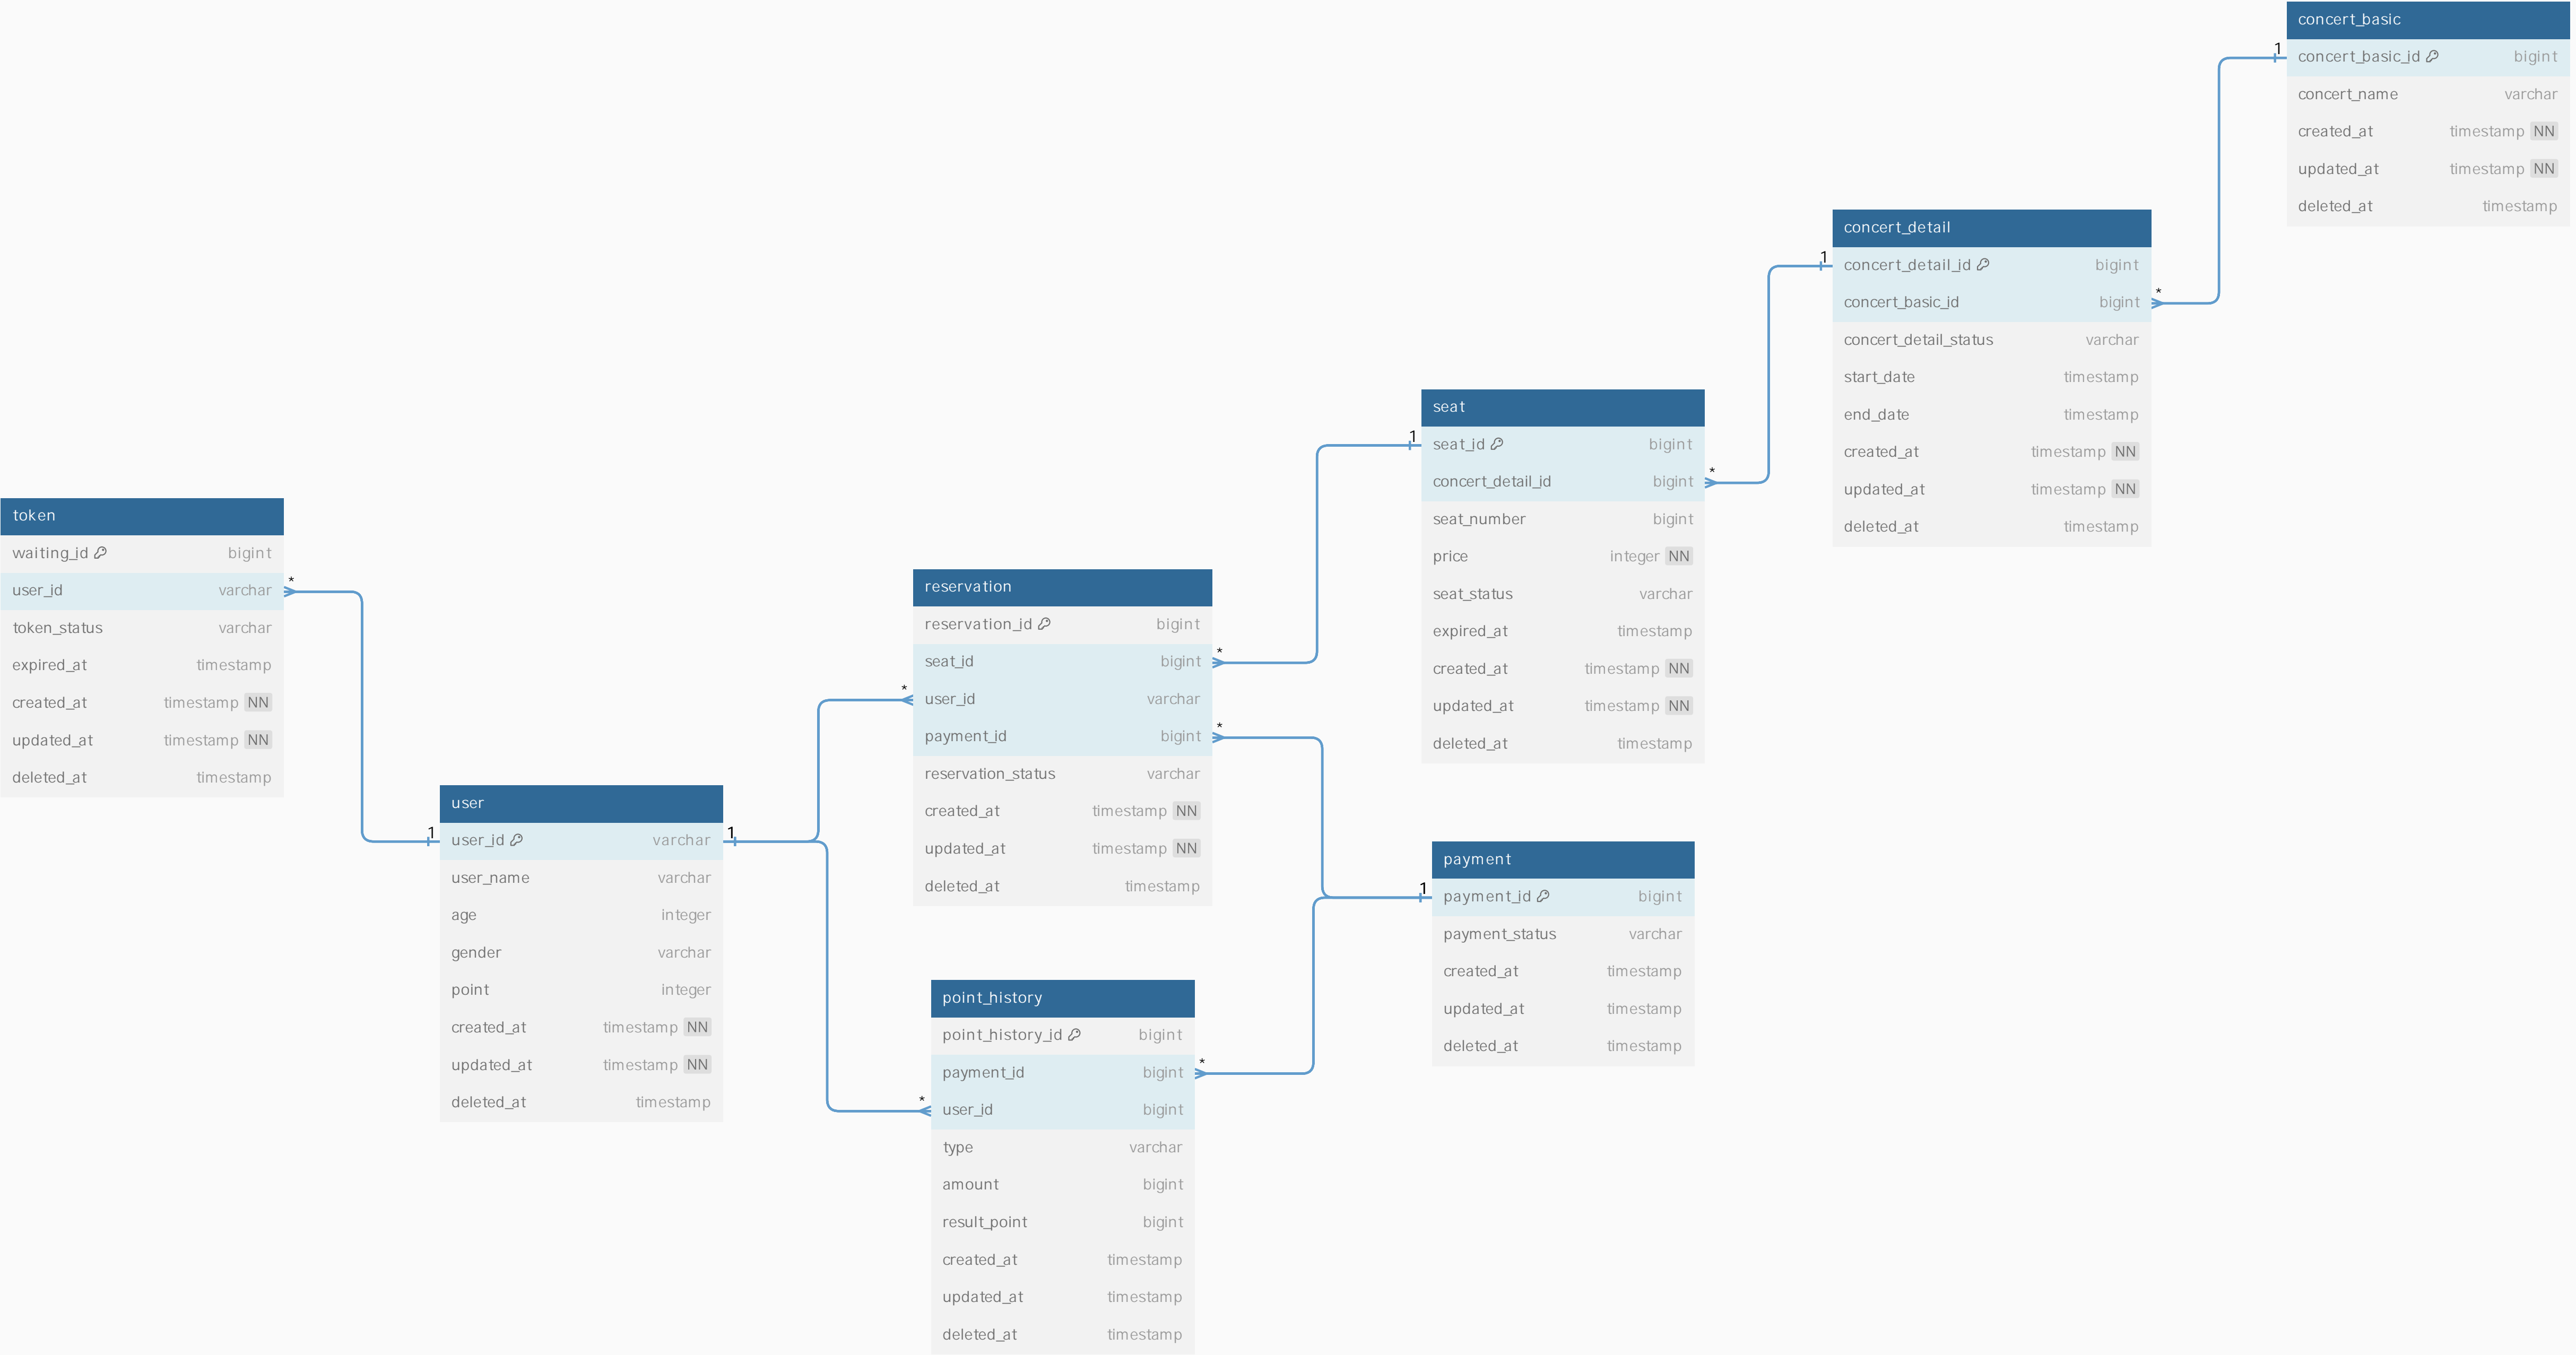 concert_basic
1
concert_basic_id bigint
concert_name varchar
created_at timestamp NN
updated_at timestamp NN
deleted_at timestamp
concert_detail
1
concert_detail_id bigint
concert_basic_id bigint *
concert_detail_status varchar
start_date timestamp
end_date timestamp
created_at timestamp NN
updated_at timestamp NN
deleted_at timestamp
seat
1
seat_id bigint
concert_detail_id bigint *
seat_number bigint
price integer NN
seat_status varchar
expired_at timestamp
created_at timestamp NN
updated_at timestamp NN
deleted_at timestamp
token
waiting_id bigint
user_id varchar *
token_status varchar
expired_at timestamp
created_at timestamp NN
updated_at timestamp NN
deleted_at timestamp
reservation
reservation_id bigint
seat_id bigint *
* user_id varchar
payment_id bigint *
reservation_status varchar
created_at timestamp NN
updated_at timestamp NN
deleted_at timestamp
user
1 user_id varchar 1
user_name varchar
age integer
gender varchar
point integer
created_at timestamp NN
updated_at timestamp NN
deleted_at timestamp
payment
1
payment_id bigint
payment_status varchar
created_at timestamp
updated_at timestamp
deleted_at timestamp
point_history
point_history_id bigint
payment_id bigint *
* user_id bigint
type varchar
amount bigint
result_point bigint
created_at timestamp
updated_at timestamp
deleted_at timestamp